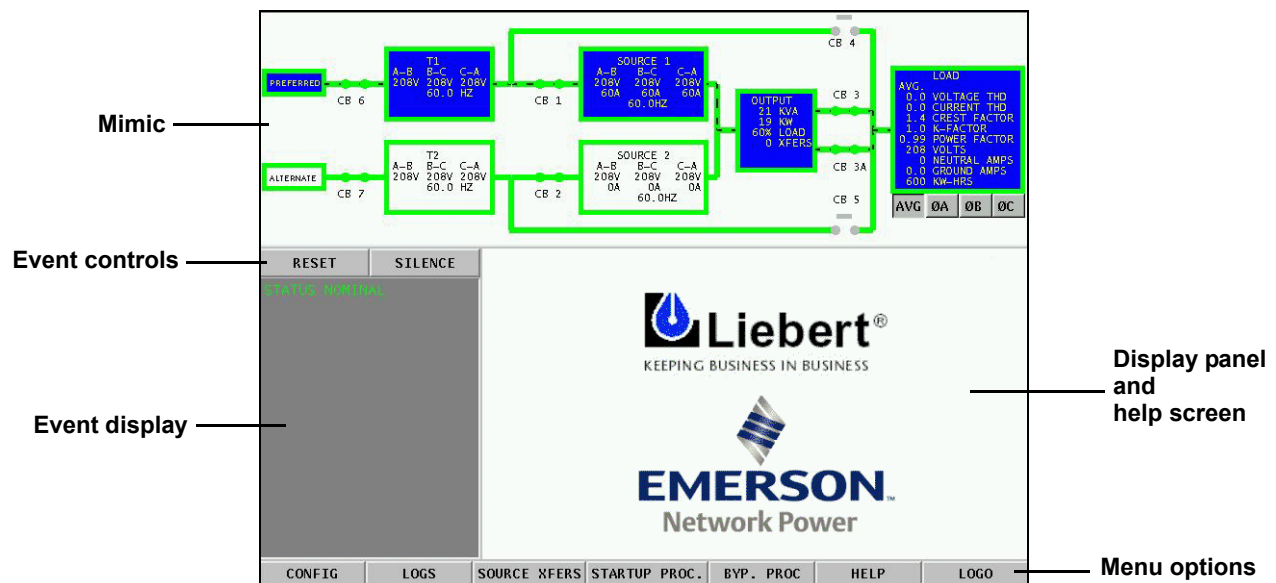 Mimic
Event controls
Event display
Display panel
and
help screen
Menu options
PREFERRED
CB 6
T1
A-B B-C C-A
208V 208V 208V
60.0 HZ
CB 1
SOURCE 1
A-B B-C C-A
208V 208V 208V
60A 60A 60A
60.0HZ
CB 4
OUTPUT
21 KVA
19 KW
60% LOAD
0 XFERS
CB 3
CB 3A
LOAD
AVG.
0.0 VOLTAGE THD
0.0 CURRENT THD
1.4 CREST FACTOR
1.0 K-FACTOR
0.99 POWER FACTOR
208 VOLTS
0 NEUTRAL AMPS
0.0 GROUND AMPS
600 KW-HRS
AVG ØA ØB ØC
ALTERNATE
CB 7
T2
A-B B-C C-A
208V 208V 208V
60.0 HZ
CB 2
SOURCE 2
A-B B-C C-A
208V 208V 208V
0A 0A 0A
60.0HZ
CB 5
RESET SILENCE
STATUS NOMINAL
Liebert®
KEEPING BUSINESS IN BUSINESS
EMERSON™
Network Power
CONFIG LOGS SOURCE XFERS STARTUP PROC. BYP. PROC HELP LOGO